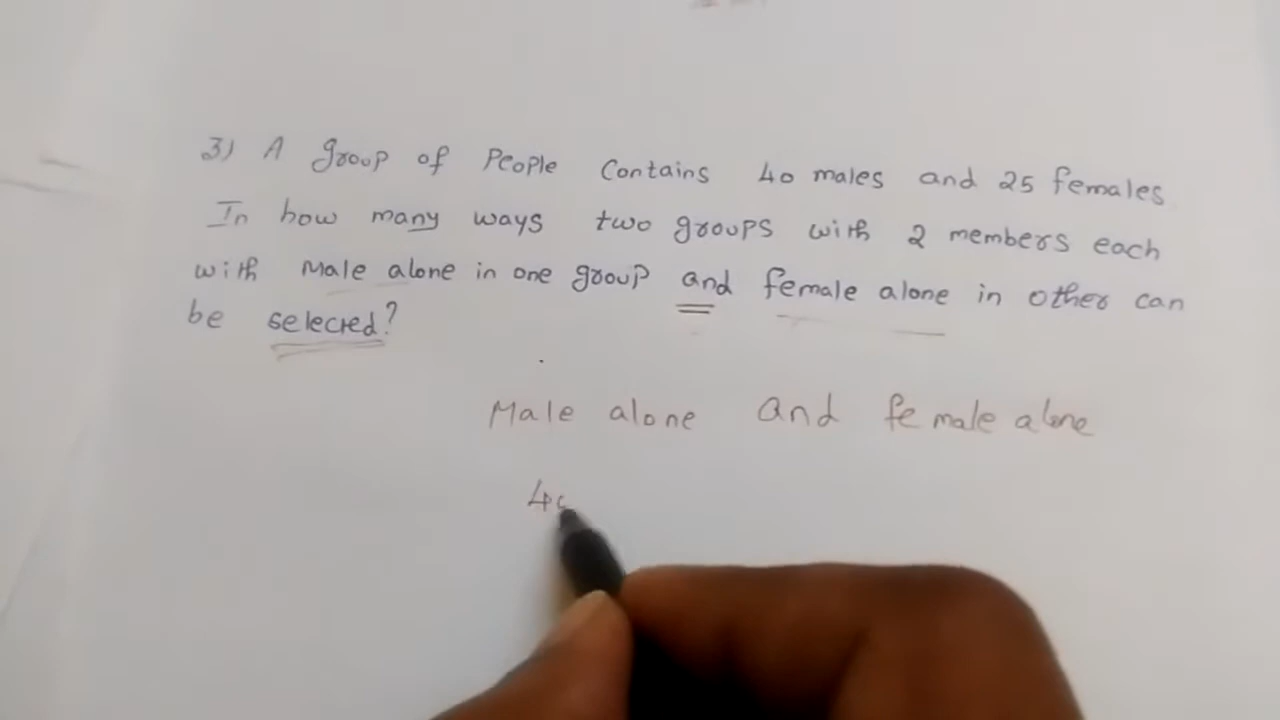 3) A group of People Contains 40 males and 25 females.
In how many ways two groups with 2 members each
with Male alone in one group and female alone in other can
be selected?
Male alone and female alone
40